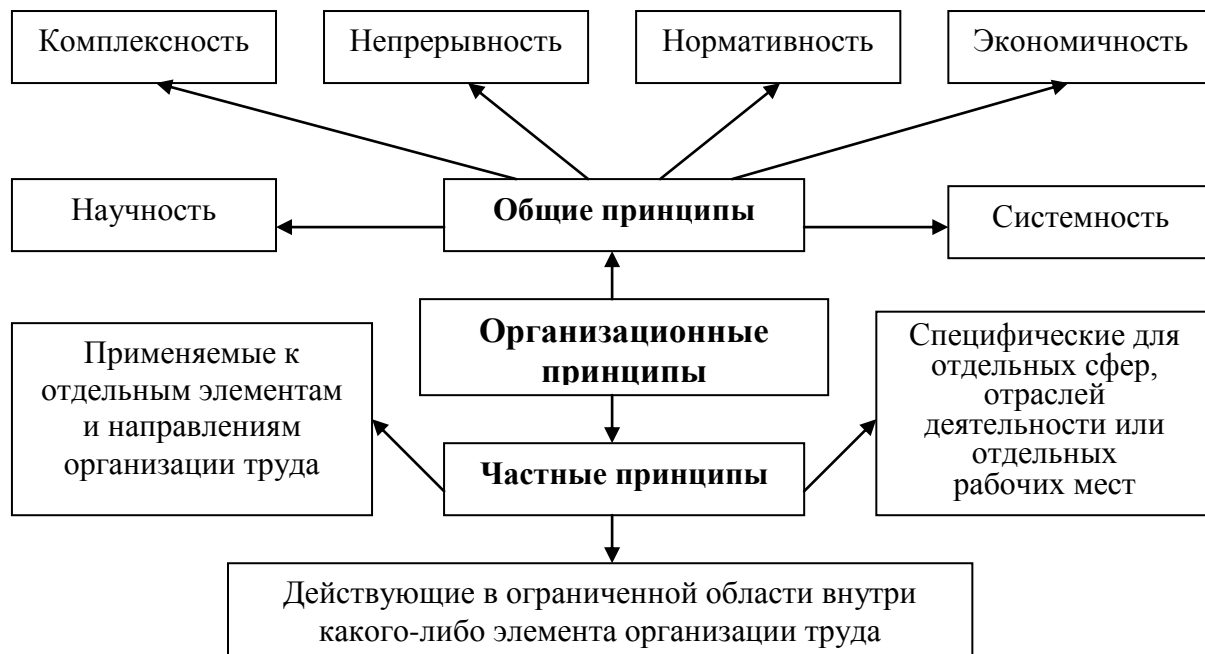 Комплексность
Непрерывность
Нормативность
Экономичность
Научность
Общие принципы
Системность
Организационные
принципы
Применяемые к
отдельным элементам
и направлениям
организации труда
Специфические для
отдельных сфер,
отраслей
деятельности или
отдельных
рабочих мест
Частные принципы
Действующие в ограниченной области внутри
какого-либо элемента организации труда